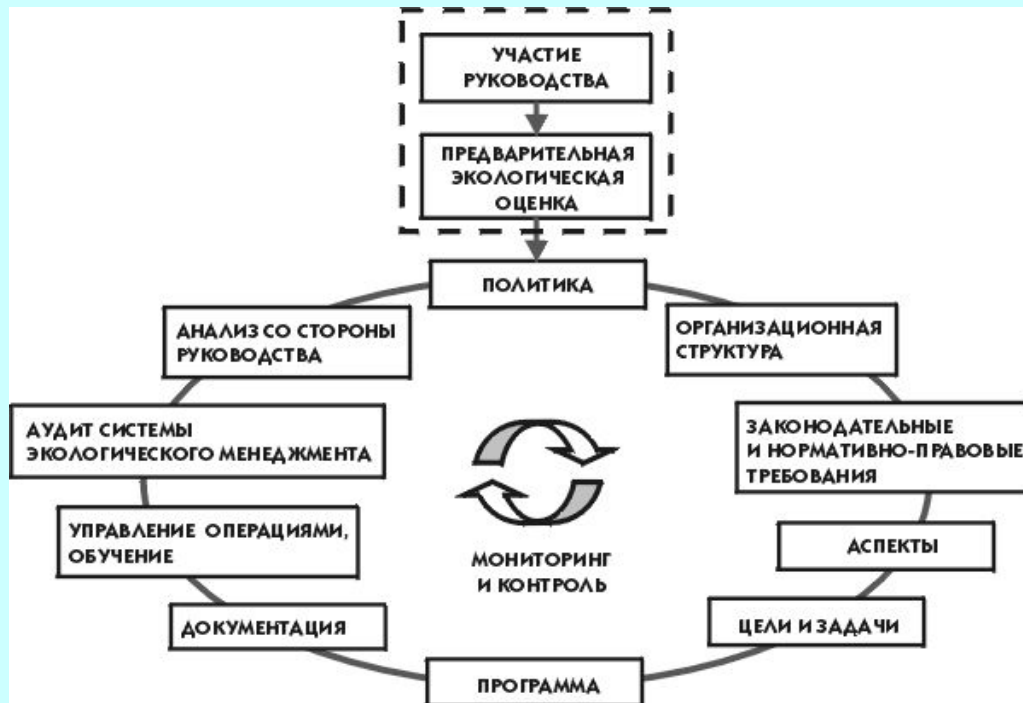 УЧАСТИЕ
РУКОВОДСТВА
ПРЕДВАРИТЕЛЬНАЯ
ЭКОЛОГИЧЕСКАЯ
ОЦЕНКА
ПОЛИТИКА
ОРГАНИЗАЦИОННАЯ
СТРУКТУРА
ЗАКОНОДАТЕЛЬНЫЕ
И НОРМАТИВНО-ПРАВОВЫЕ
ТРЕБОВАНИЯ
АСПЕКТЫ
ЦЕЛИ И ЗАДАЧИ
ПРОГРАММА
ДОКУМЕНТАЦИЯ
УПРАВЛЕНИЕ ОПЕРАЦИЯМИ,
ОБУЧЕНИЕ
АУДИТ СИСТЕМЫ
ЭКОЛОГИЧЕСКОГО МЕНЕДЖМЕНТА
АНАЛИЗ СО СТОРОНЫ
РУКОВОДСТВА
МОНИТОРИНГ
И КОНТРОЛЬ